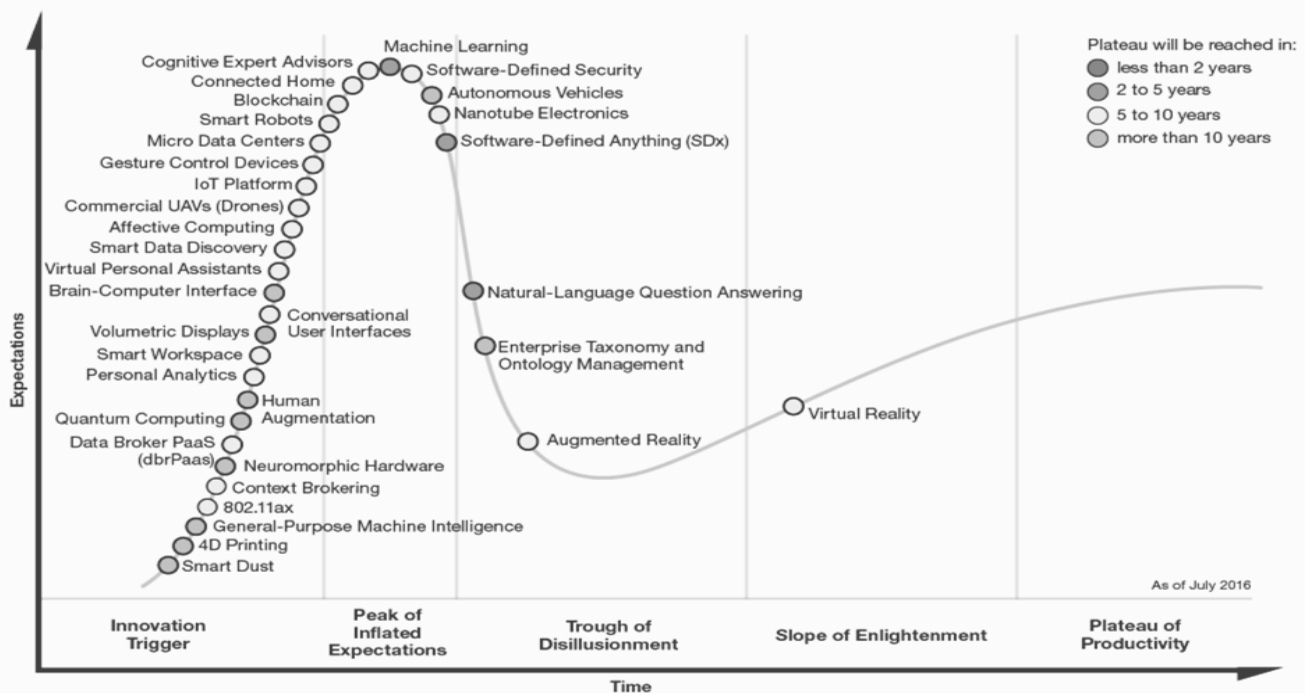 Machine Learning
Cognitive Expert Advisors
Software-Defined Security
Connected Home
Autonomous Vehicles
Blockchain
Nanotube Electronics
Smart Robots
Micro Data Centers
Software-Defined Anything (SDx)
Gesture Control Devices
IoT Platform
Commercial UAVs (Drones)
Affective Computing
Smart Data Discovery
Virtual Personal Assistants
Brain-Computer Interface
Natural-Language Question Answering
Conversational
User Interfaces
Volumetric Displays
Enterprise Taxonomy and
Ontology Management
Smart Workspace
Personal Analytics
Human
Augmentation
Quantum Computing
Data Broker PaaS
(dbrPaas)
Augmented Reality
Virtual Reality
Neuromorphic Hardware
Context Brokering
802.11ax
General-Purpose Machine Intelligence
4D Printing
Smart Dust
Plateau will be reached in:
less than 2 years
2 to 5 years
5 to 10 years
more than 10 years
As of July 2016
Expectations
Innovation
Trigger
Peak of
Inflated
Expectations
Trough of
Disillusionment
Slope of Enlightenment
Plateau of
Productivity
Time